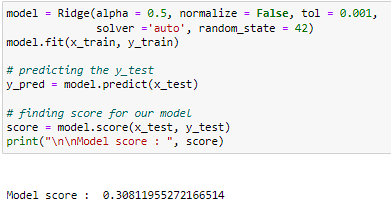 model = Ridge(alpha = 0.5, normalize = False, tol = 0.001,
solver ='auto', random_state = 42)
model.fit(x_train, y_train)
# predicting the y_test
y_pred = model.predict(x_test)
# finding score for our model
score = model.score(x_test, y_test)
print("\n\nModel score : ", score)
Model score :  0.30811955272166514